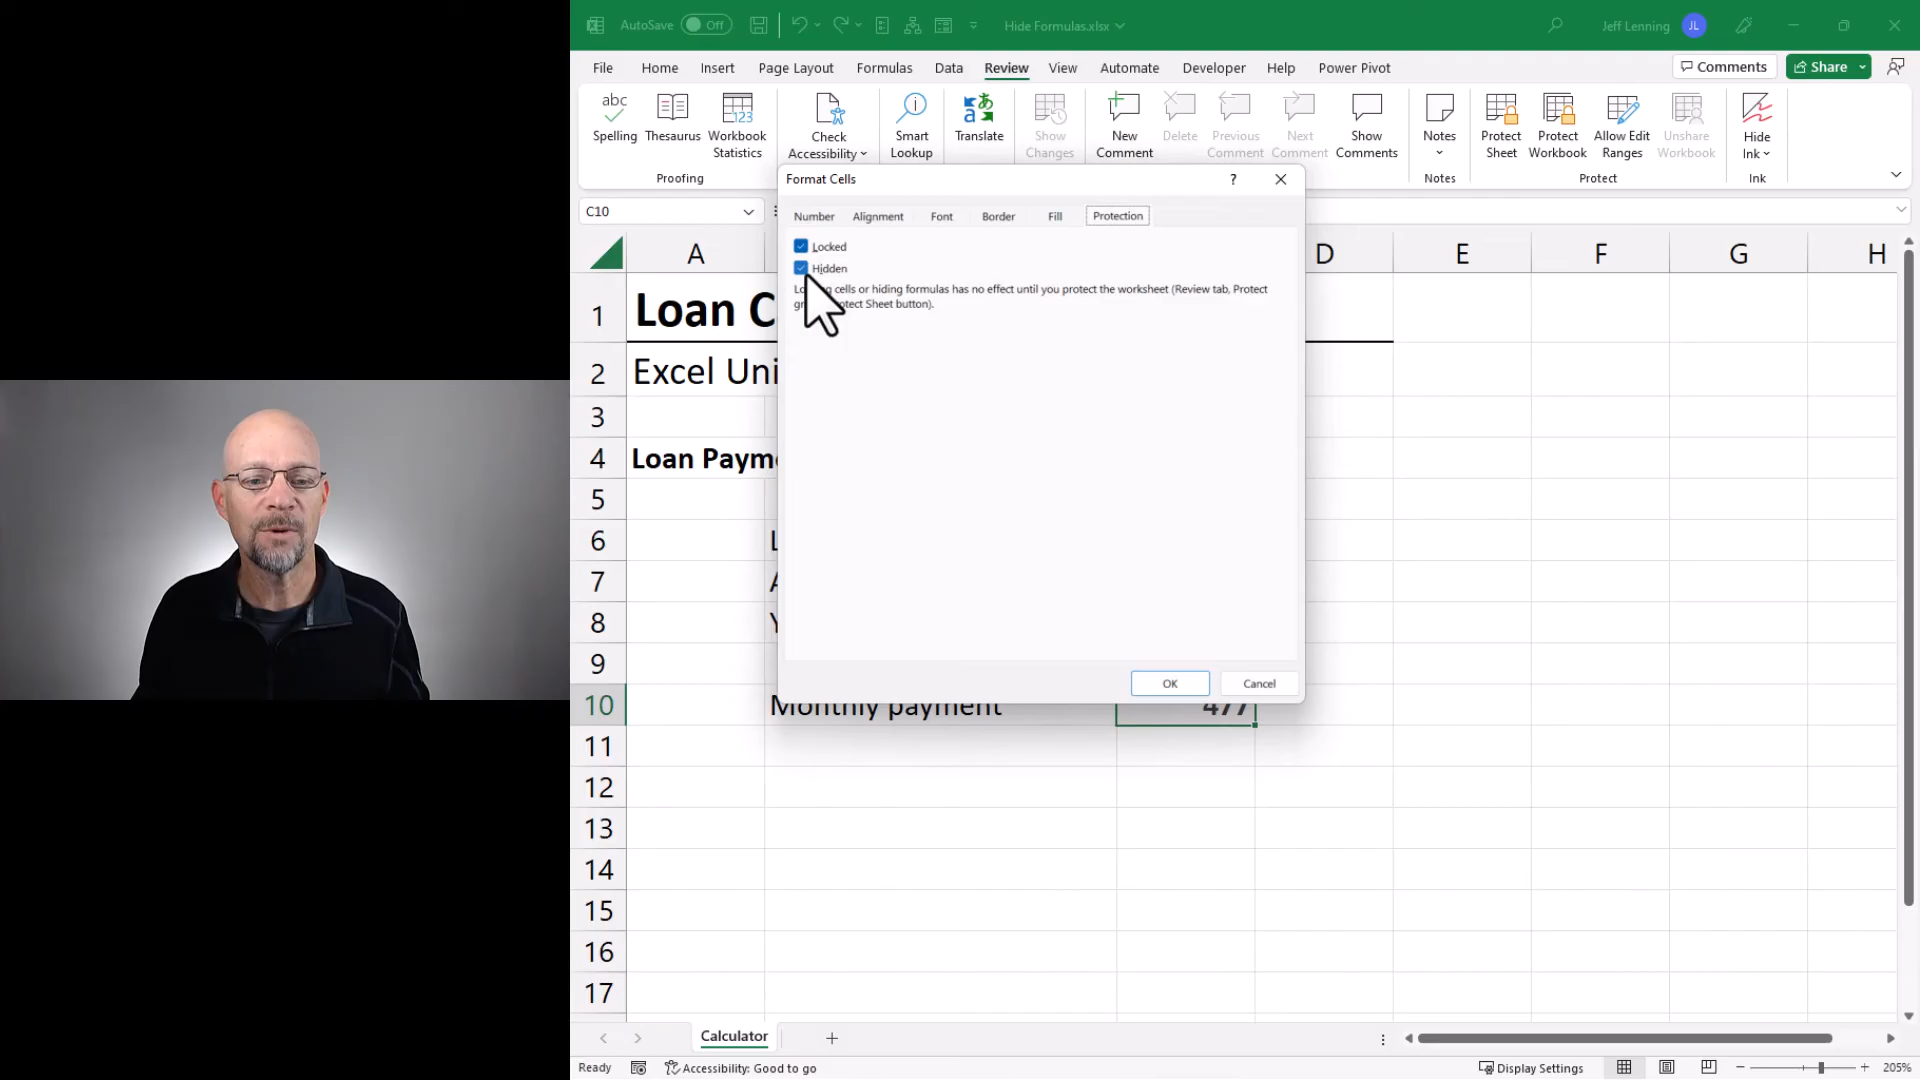 AutoSave Off Hide Formulas.xlsx Jeff Lenning JL
File Home Insert Page Layout Formulas Data Review View Automate Developer Help Power Pivot Comments Share
abc
Spelling Thesaurus Workbook Statistics Check Accessibility Smart Lookup Translate Show Changes New Comment Delete Previous Comment Next Comment Show Comments Notes Protect Sheet Protect Workbook Allow Edit Ranges Unshare Workbook Hide Ink
Proofing Notes Protect Ink
Format Cells ?
C10
Number Alignment Font Border Fill Protection
Locked
Hidden
cells or hiding formulas has no effect until you protect the worksheet (Review tab, Protect
Sheet button).
A D E F G H
1 Loan C
2 Excel Uni
3
4 Loan Paym
5
6 L
7 A
8 Y
9
OK Cancel
10 Monthly payment 477
11
12
13
14
15
16
17
Calculator
Ready Accessibility: Good to go Display Settings 205%